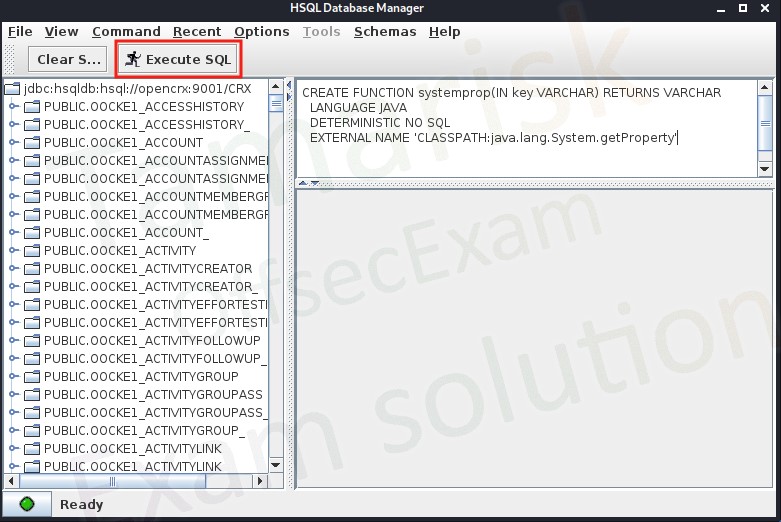 HSQL Database Manager
File View Command Recent Options Tools Schemas Help
Clear S... Execute SQL
jdbc:hsqldb:hsql://opencrx:9001/CRX
PUBLIC.OOCKE1_ACCESSHISTORY
PUBLIC.OOCKE1_ACCESSHISTORY_
PUBLIC.OOCKE1_ACCOUNT
PUBLIC.OOCKE1_ACCOUNTASSIGNME
PUBLIC.OOCKE1_ACCOUNTASSIGNME
PUBLIC.OOCKE1_ACCOUNTMEMBERGF
PUBLIC.OOCKE1_ACCOUNTMEMBERGF
PUBLIC.OOCKE1_ACCOUNT_
PUBLIC.OOCKE1_ACTIVITY
PUBLIC.OOCKE1_ACTIVITYCREATOR
PUBLIC.OOCKE1_ACTIVITYCREATOR_
PUBLIC.OOCKE1_ACTIVITYEFFORTESTI
PUBLIC.OOCKE1_ACTIVITYEFFORTESTI
PUBLIC.OOCKE1_ACTIVITYFOLLOWUP
PUBLIC.OOCKE1_ACTIVITYFOLLOWUP_
PUBLIC.OOCKE1_ACTIVITYGROUP
PUBLIC.OOCKE1_ACTIVITYGROUPASS
PUBLIC.OOCKE1_ACTIVITYGROUPASS_
PUBLIC.OOCKE1_ACTIVITYGROUP_
PUBLIC.OOCKE1_ACTIVITYLINK
PUBLIC.OOCKE1_ACTIVITYLINK
CREATE FUNCTION systemprop(IN key VARCHAR) RETURNS VARCHAR
LANGUAGE JAVA
DETERMINISTIC NO SQL
EXTERNAL NAME 'CLASSPATH:java.lang.System.getProperty'
Tamarisk
OffsecExam
Exam solution
Ready